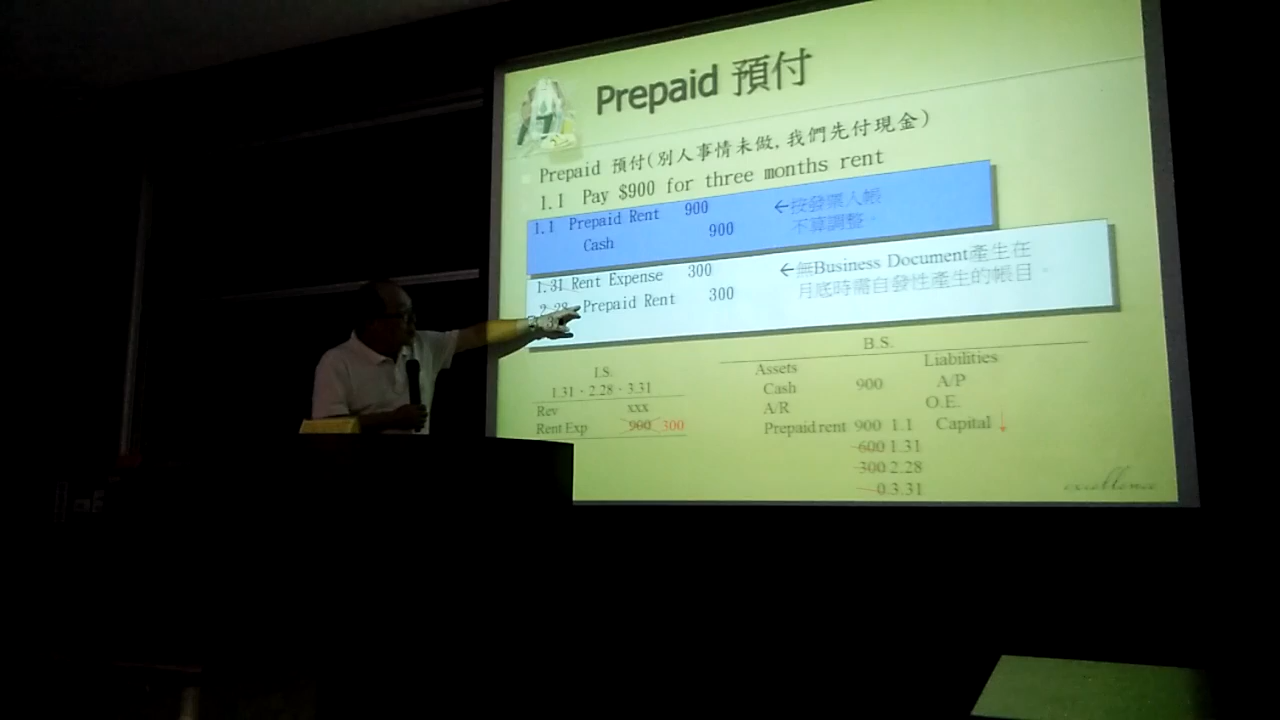 Prepaid 預付
Prepaid 預付(別人事情未做,我們先付現金)
1.1 Pay $900 for three months rent
1.1 Prepaid Rent 900
Cash 900
←按發票入帳
不算調整。
1.31 Rent Expense 300
2.28 Prepaid Rent 300
←無Business Document產生在
月底時需自發性產生的帳目。
I.S.
1.31、2.28、3.31
Rev xxx
Rent Exp 900 300
B.S.
Assets Liabilities
Cash 900 A/P
A/R O.E.
Prepaid rent 900 1.1 Capital ↓
600 1.31
300 2.28
0 3.31
excellence